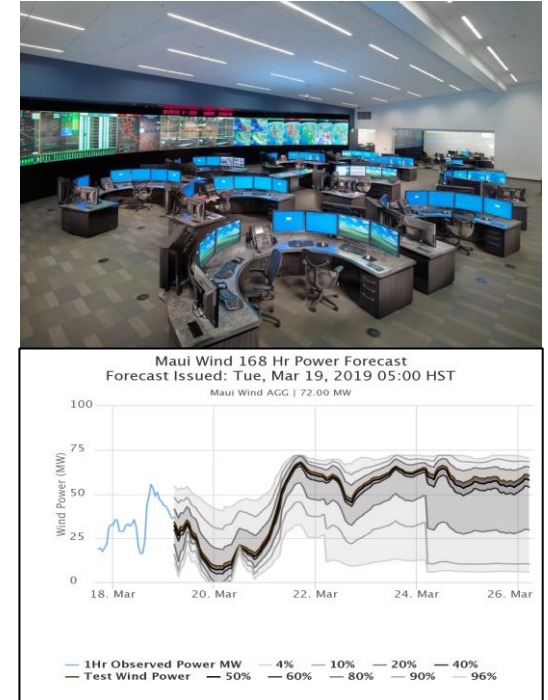 Maui Wind 168 Hr Power Forecast
Forecast Issued: Tue, Mar 19, 2019 05:00 HST
Maui Wind AGG | 72.00 MW
100
75
50
25
0
Wind Power (MW)
18. Mar 20. Mar 22. Mar 24. Mar 26. Mar
1Hr Observed Power MW 4% 10% 20% 40%
Test Wind Power 50% 60% 80% 90% 96%